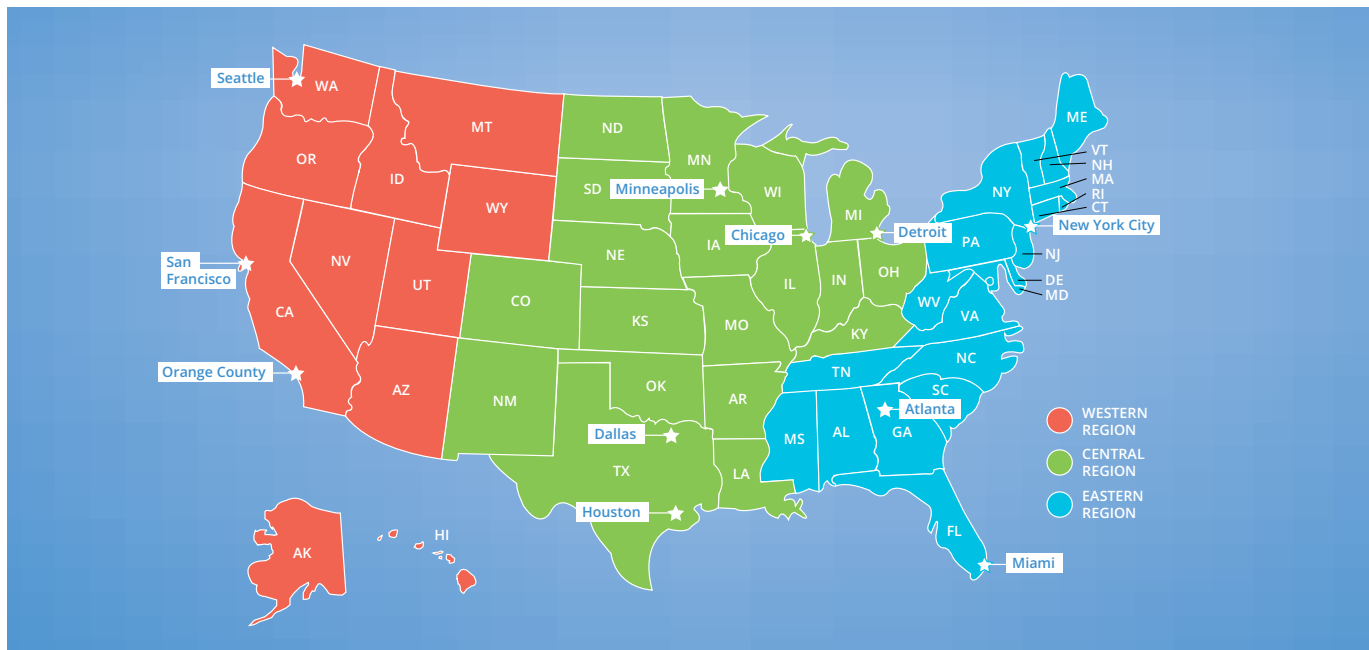 Seattle
WA
MT
ND
MN
ME
VT
NH
MA
RI
CT
OR
ID
WY
SD
Minneapolis
WI
MI
NY
New York City
San
Francisco
NV
UT
CO
NE
IA
Chicago
Detroit
PA
NJ
DE
MD
CA
KS
MO
IL
IN
OH
WV
VA
KY
Orange County
AZ
NM
OK
AR
TN
NC
SC
Atlanta
Dallas
TX
LA
MS
AL
GA
WESTERN
REGION
CENTRAL
REGION
EASTERN
REGION
Houston
FL
Miami
AK
HI